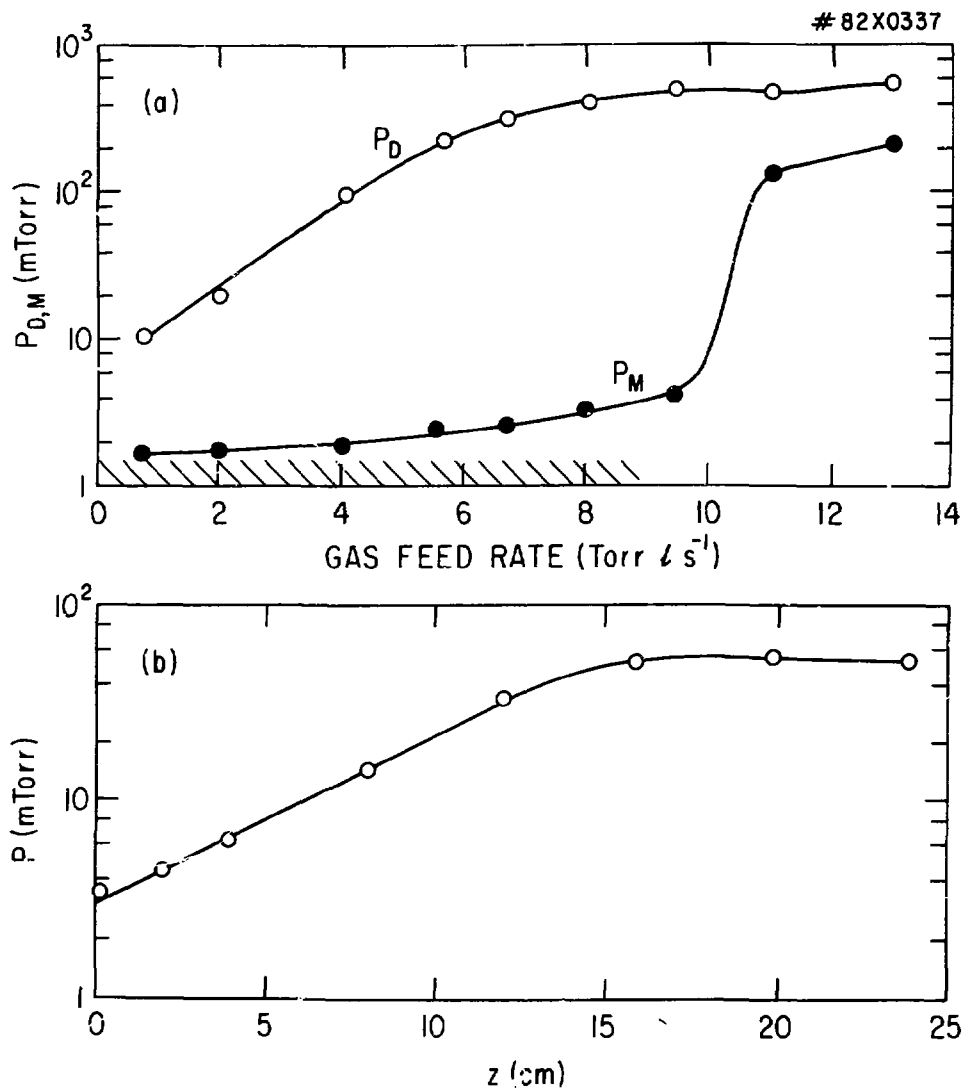 # 82X0337
(a)
10³
10²
10
1
P_D,M (mTorr)
P_D
P_M
0 2 4 6 8 10 12 14
GAS FEED RATE (Torr ℓ s⁻¹)
(b)
10²
10
1
P (mTorr)
0 5 10 15 20 25
z (cm)